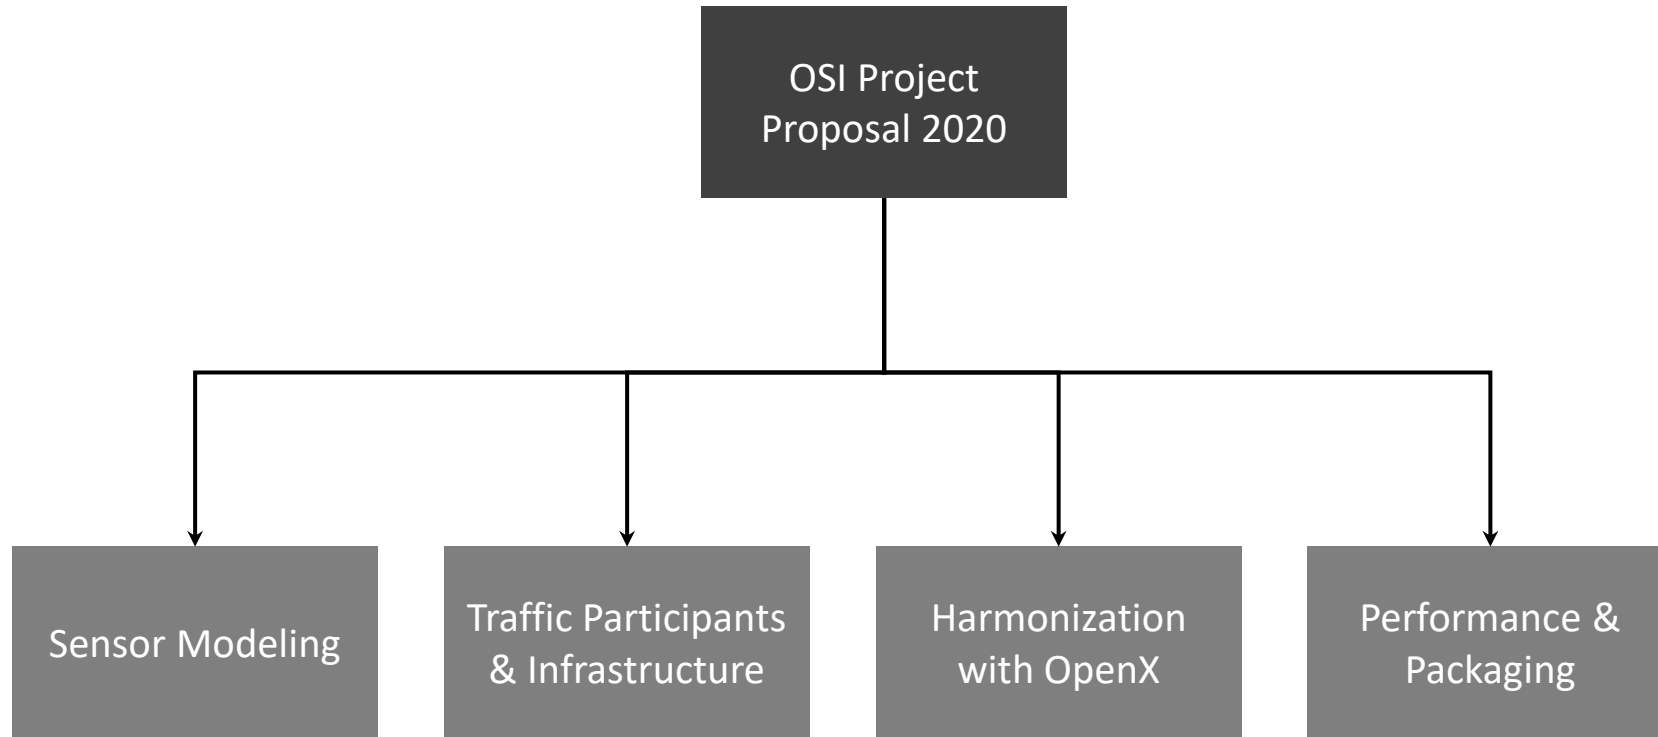 OSI Project
Proposal 2020
Sensor Modeling
Traffic Participants
& Infrastructure
Harmonization
with OpenX
Performance &
Packaging